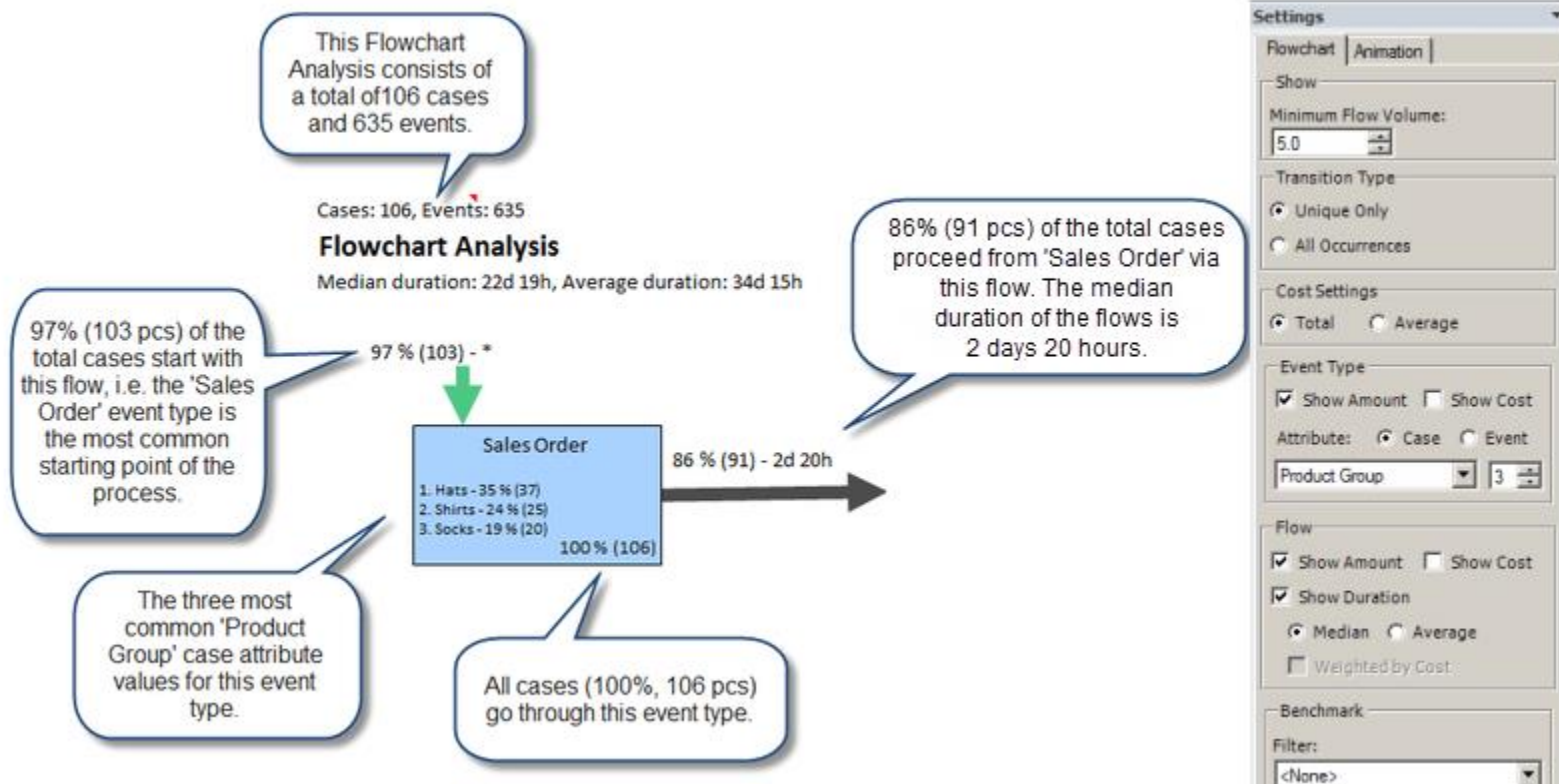 This Flowchart
Analysis consists of
a total of106 cases
and 635 events.
Cases: 106, Events: 635
Flowchart Analysis
Median duration: 22d 19h, Average duration: 34d 15h
86% (91 pcs) of the total cases
proceed from 'Sales Order' via
this flow. The median
duration of the flows is
2 days 20 hours.
97% (103 pcs) of the
total cases start with
this flow, i.e. the 'Sales
Order' event type is
the most common
starting point of the
process.
97 % (103) - *
Sales Order
1. Hats - 35 % (37)
2. Shirts - 24 % (25)
3. Socks - 19 % (20)
100 % (106)
86 % (91) - 2d 20h
The three most
common 'Product
Group' case attribute
values for this event
type.
All cases (100%, 106 pcs)
go through this event type.
Settings
Flowchart Animation
Show
Minimum Flow Volume:
5.0
Transition Type
Unique Only
All Occurrences
Cost Settings
Total Average
Event Type
Show Amount Show Cost
Attribute: Case Event
Product Group 3
Flow
Show Amount Show Cost
Show Duration
Median Average
Weighted by Cost
Benchmark
Filter:
<None>